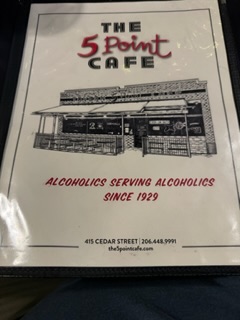 THE
5 Point
CAFE
ALCOHOLICS SERVING ALCOHOLICS
SINCE 1929
415 CEDAR STREET | 206.448.9991
the5pointcafe.com